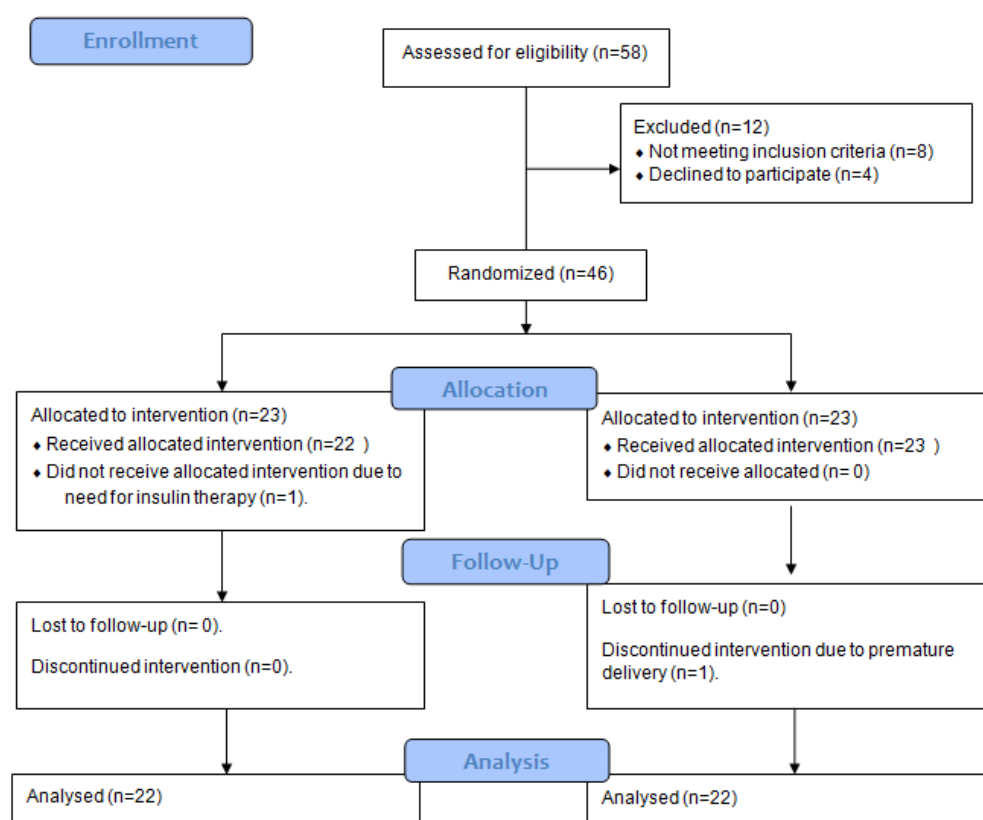 Enrollment
Assessed for eligibility (n=58)
Excluded (n=12)
⬧ Not meeting inclusion criteria (n=8)
⬧ Declined to participate (n=4)
Randomized (n=46)
Allocation
Allocated to intervention (n=23)
⬧ Received allocated intervention (n=22 )
⬧ Did not receive allocated intervention due to
need for insulin therapy (n=1).
Allocated to intervention (n=23)
⬧ Received allocated intervention (n=23 )
⬧ Did not receive allocated (n= 0)
Follow-Up
Lost to follow-up (n= 0).
Discontinued intervention (n=0).
Lost to follow-up (n=0)
Discontinued intervention due to premature
delivery (n=1).
Analysis
Analysed (n=22)
Analysed (n=22)